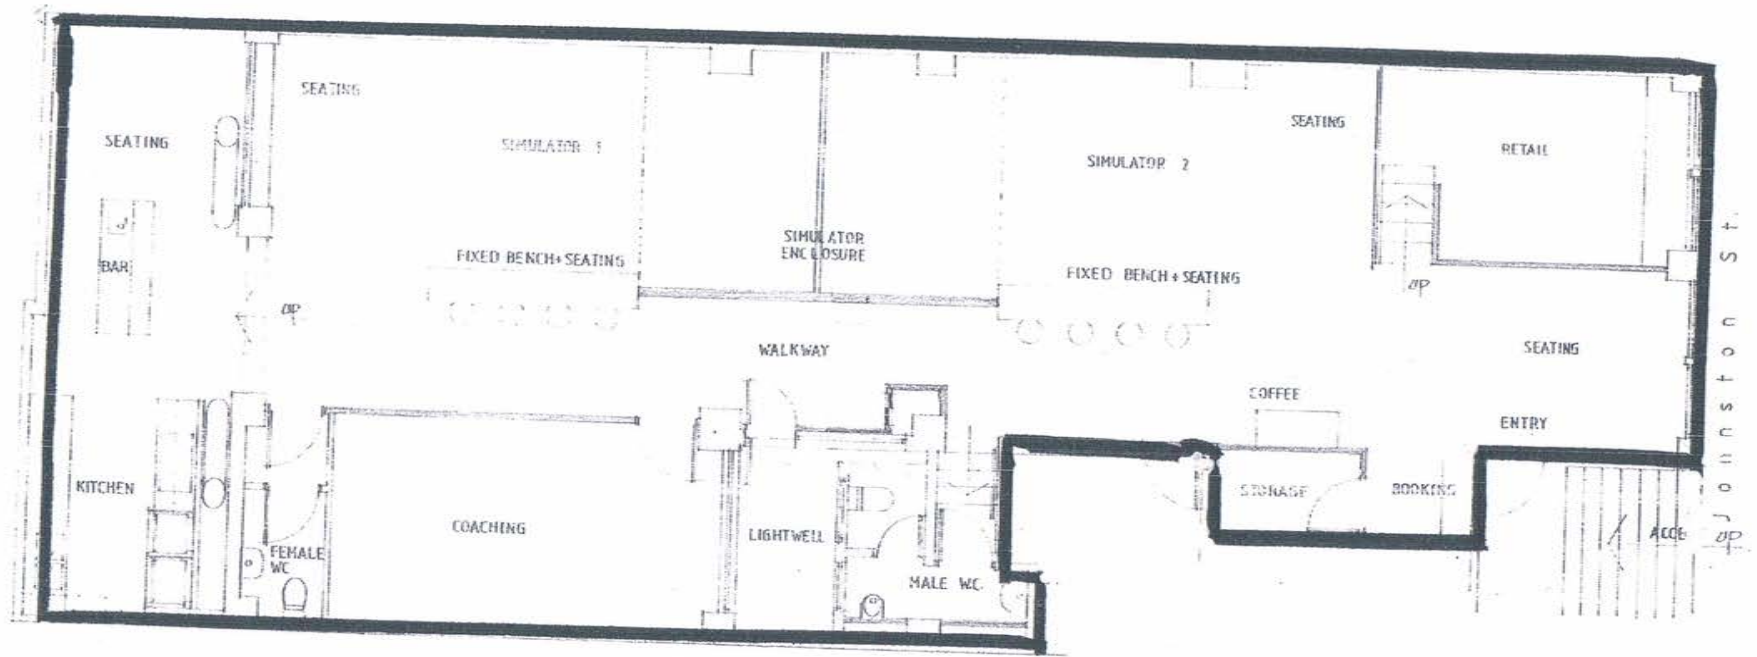 SEATING
SEATING
SEATING
RETAIL
SIMULATOR 1
SIMULATOR 2
SIMULATOR
ENCLOSURE
BAR
FIXED BENCH+SEATING
FIXED BENCH+SEATING
UP
UP
WALKWAY
SEATING
COFFEE
ENTRY
KITCHEN
COACHING
LIGHTWELL
STORAGE
BOOKING
FEMALE
WC
MALE WC
ACCE
UP
Johnston St